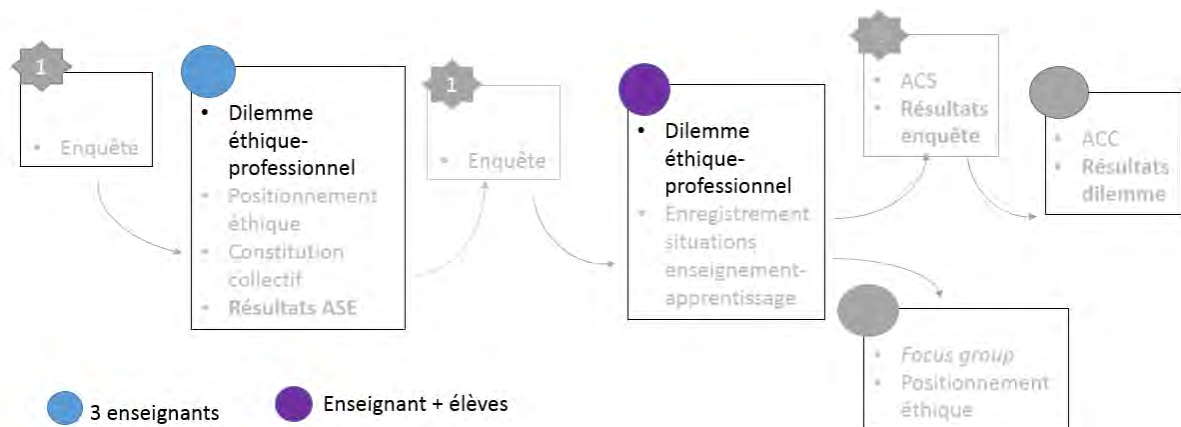 1
• Enquête
• Dilemme
éthique-
professionnel
• Positionnement
éthique
• Constitution
collectif
• Résultats ASE
1
• Enquête
• Dilemme
éthique-
professionnel
• Enregistrement
situations
enseignement-
apprentissage
• ACS
• Résultats
enquête
• ACC
• Résultats
dilemme
• Focus group
• Positionnement
éthique
3 enseignants
Enseignant + élèves